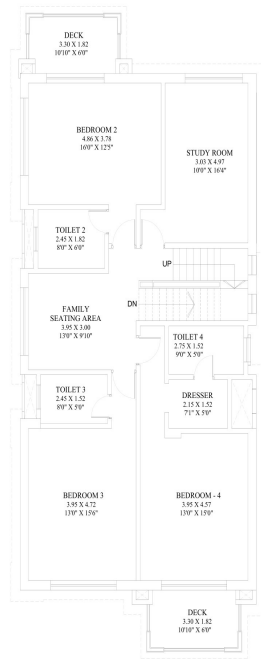 DECK
3.30 X 1.82
10'10" X 6'0"
BEDROOM 2
4.86 X 3.78
16'0" X 12'5"
STUDY ROOM
3.03 X 4.97
10'0" X 16'4"
TOILET 2
2.45 X 1.82
8'0" X 6'0"
UP
DN
FAMILY
SEATING AREA
3.95 X 3.00
13'0" X 9'10"
TOILET 4
2.75 X 1.52
9'0" X 5'0"
TOILET 3
2.45 X 1.52
8'0" X 5'0"
DRESSER
2.15 X 1.52
7'1" X 5'0"
BEDROOM 3
3.95 X 4.72
13'0" X 15'6"
BEDROOM - 4
3.95 X 4.57
13'0" X 15'0"
DECK
3.30 X 1.82
10'10" X 6'0"